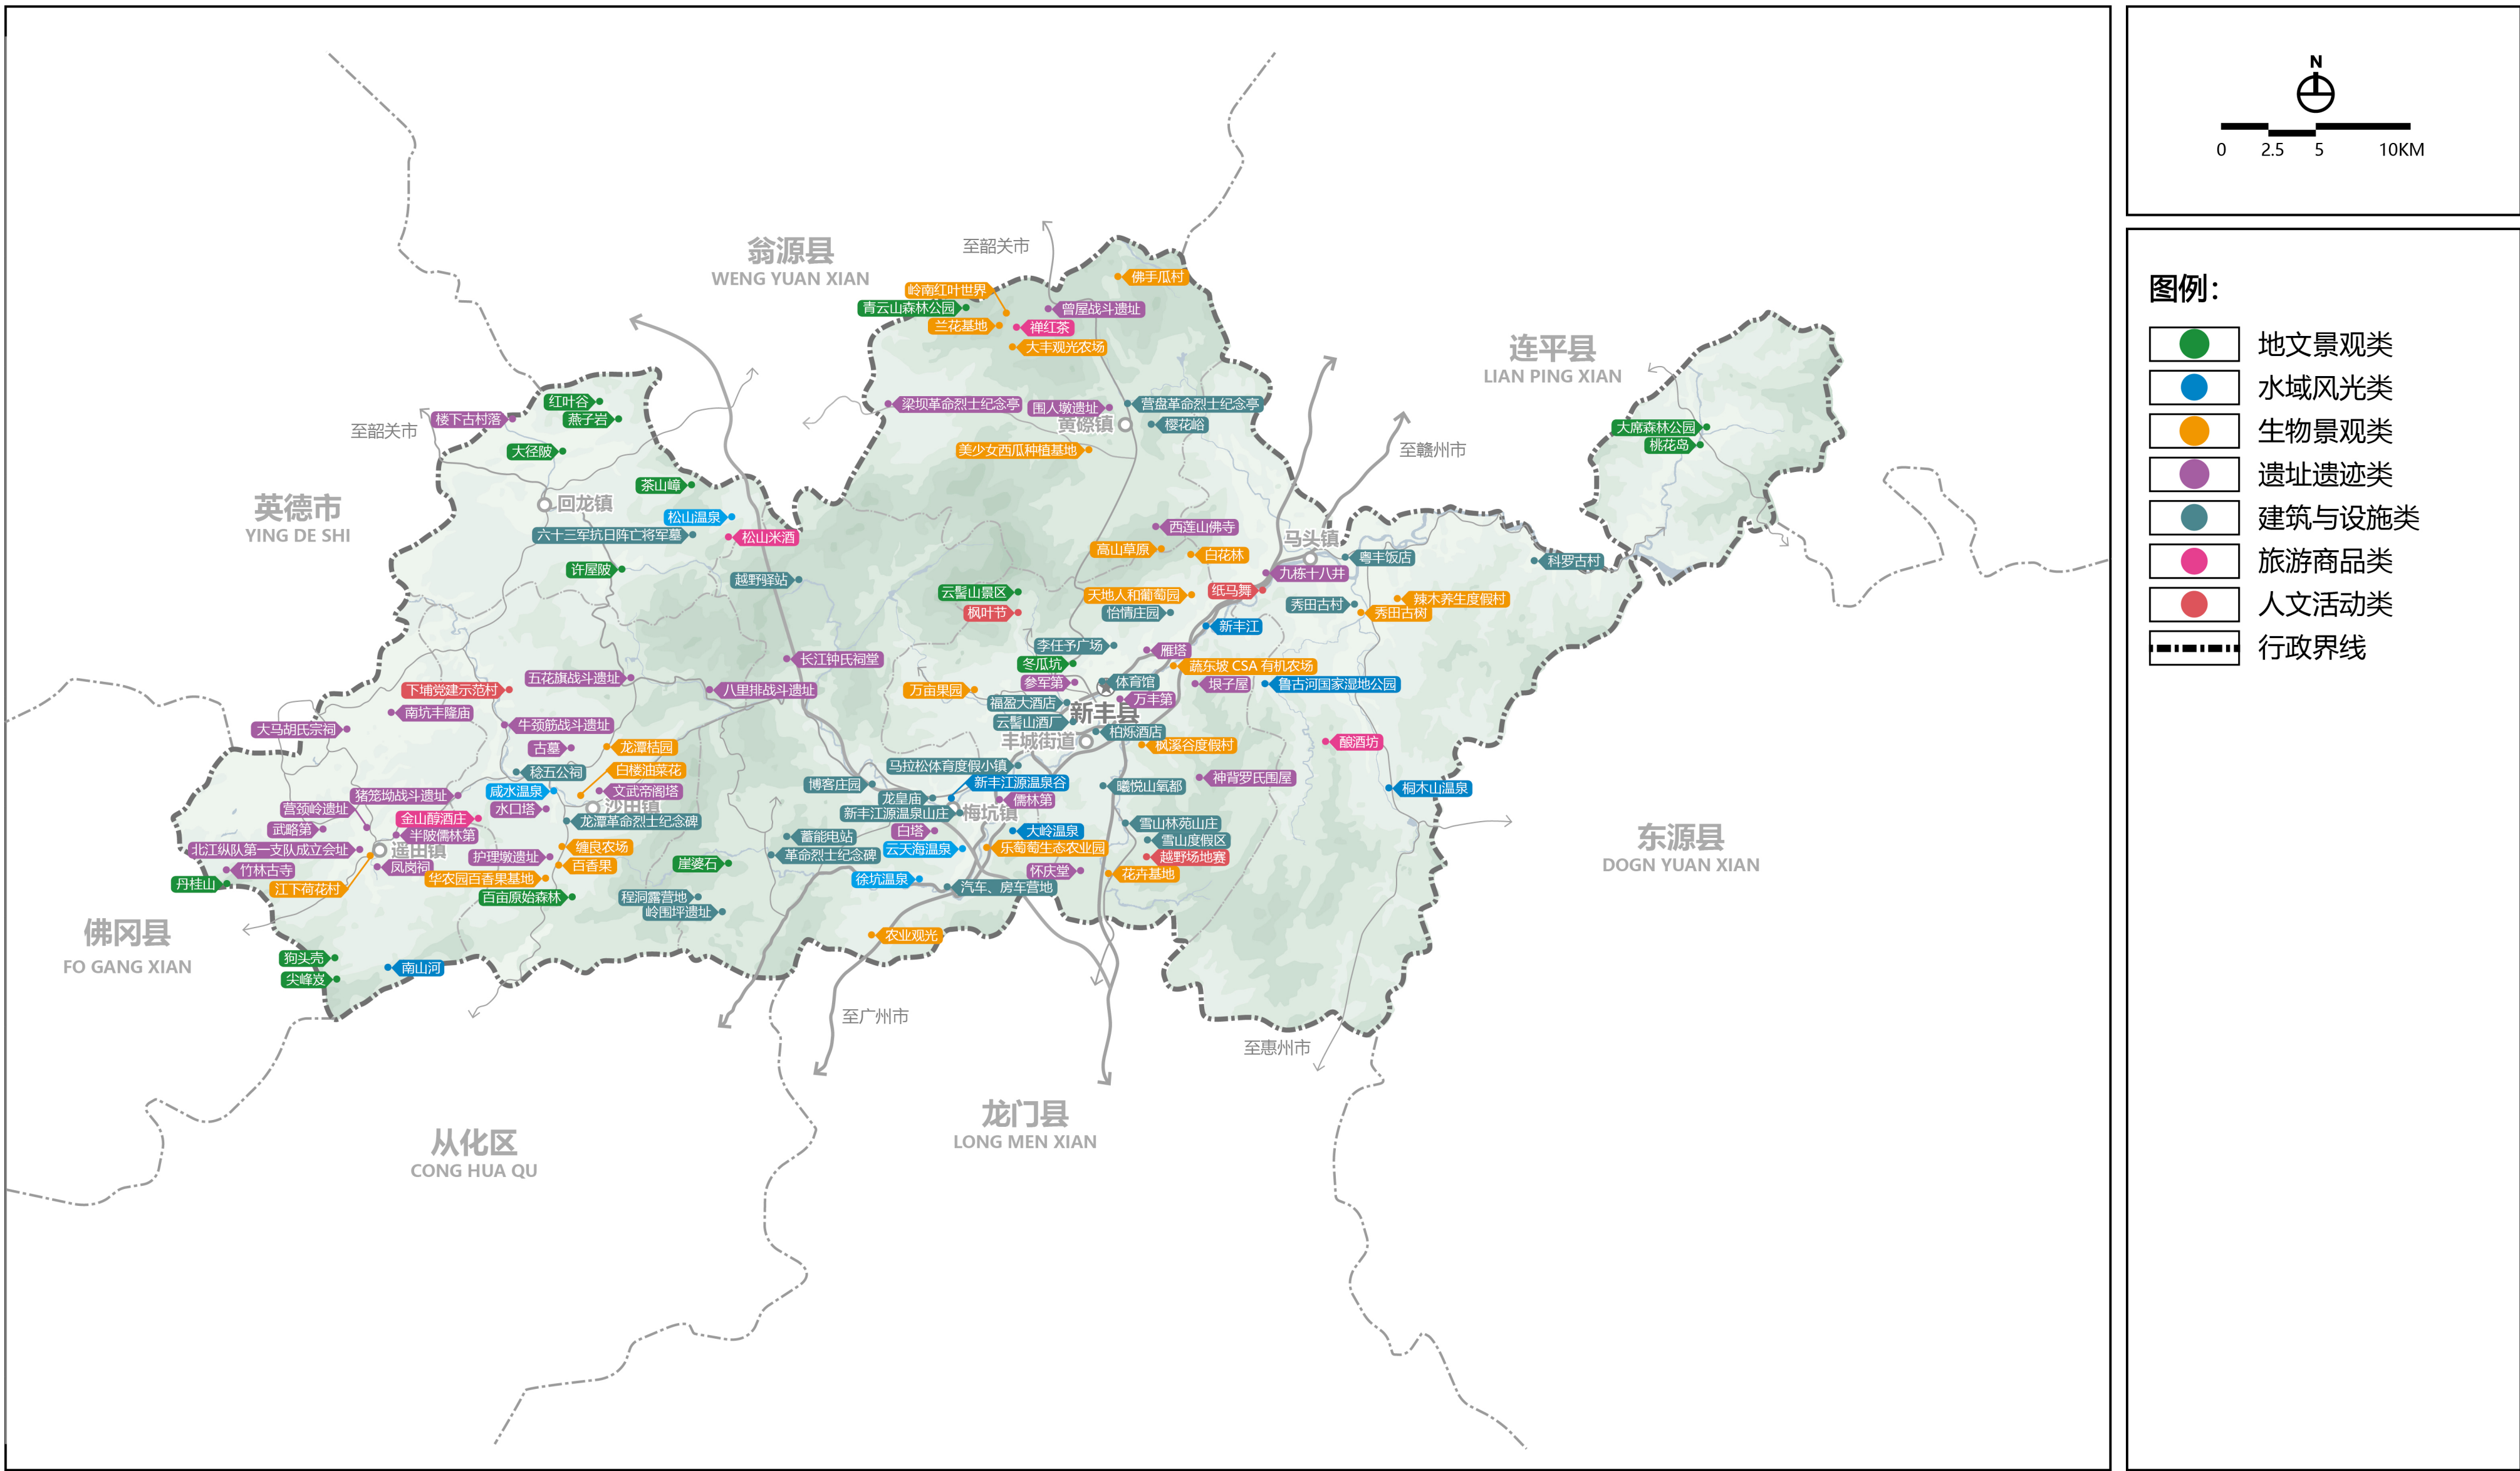 N
0 2.5 5 10KM
图例：
地文景观类
水域风光类
生物景观类
遗址遗迹类
建筑与设施类
旅游商品类
人文活动类
行政界线
翁源县
WENG YUAN XIAN
至韶关市
佛手瓜村
岭南红叶世界
青云山森林公园
曾屋战斗遗址
兰花基地
禅红茶
大丰观光农场
连平县
LIAN PING XIAN
红叶谷
燕子岩
楼下古村落
至韶关市
大径陂
梁坝革命烈士纪念亭
围人墩遗址
营盘革命烈士纪念亭
黄磜镇
樱花峪
美少女西瓜种植基地
至赣州市
大席森林公园
桃花岛
茶山嶂
英德市
YING DE SHI
回龙镇
松山温泉
六十三军抗日阵亡将军墓
松山米酒
西莲山佛寺
马头镇
高山草原
白花林
粤丰饭店
科罗古村
许屋陂
越野驿站
九栋十八井
云髻山景区
天地人和葡萄园
纸马舞
枫叶节
怡情庄园
秀田古村
辣木养生度假村
秀田古树
新丰江
李任予广场
雁塔
长江钟氏祠堂
冬瓜坑
蔬东坡 CSA 有机农场
五花旗战斗遗址
下埔党建示范村
八里排战斗遗址
万亩果园
参军第
体育馆
埌子屋
鲁古河国家湿地公园
福盈大酒店
万丰第
南坑丰隆庙
新丰县
大马胡氏宗祠
牛颈筋战斗遗址
云髻山酒厂
柏烁酒店
丰城街道
古墓
龙潭桔园
枫溪谷度假村
酿酒坊
稔五公祠
白楼油菜花
马拉松体育度假小镇
神背罗氏围屋
博客庄园
新丰江源温泉谷
曦悦山氧都
桐木山温泉
咸水温泉
文武帝阁塔
猪笼坳战斗遗址
龙皇庙
儒林第
营颈岭遗址
水口塔
沙田镇
新丰江源温泉山庄
梅坑镇
金山醇酒庄
龙潭革命烈士纪念碑
武略第
半陂儒林第
蓄能电站
白塔
大岭温泉
雪山林苑山庄
雪山度假区
北江纵队第一支队成立会址
遥田镇
缠良农场
云天海温泉
乐萄萄生态农业园
革命烈士纪念碑
越野场地赛
护理墩遗址
竹林古寺
凤岗祠
百香果
崖婆石
怀庆堂
花卉基地
丹桂山
江下荷花村
华农园百香果基地
徐坑温泉
汽车、房车营地
百亩原始森林
程洞露营地
岭围坪遗址
东源县
DOGN YUAN XIAN
佛冈县
FO GANG XIAN
农业观光
狗头壳
南山河
尖峰岌
至广州市
至惠州市
龙门县
LONG MEN XIAN
从化区
CONG HUA QU